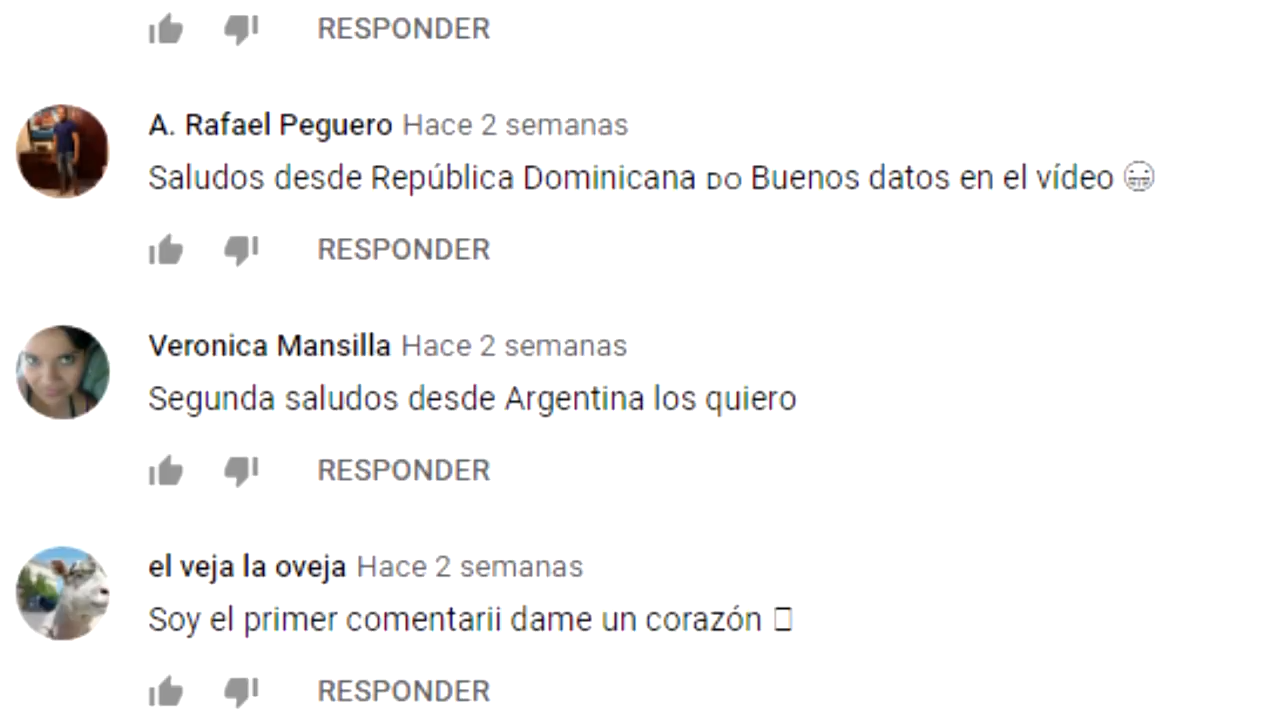 RESPONDER
A. Rafael Peguero Hace 2 semanas
Saludos desde República Dominicana DO Buenos datos en el vídeo 😁
RESPONDER
Veronica Mansilla Hace 2 semanas
Segunda saludos desde Argentina los quiero
RESPONDER
el veja la oveja Hace 2 semanas
Soy el primer comentarii dame un corazón
RESPONDER